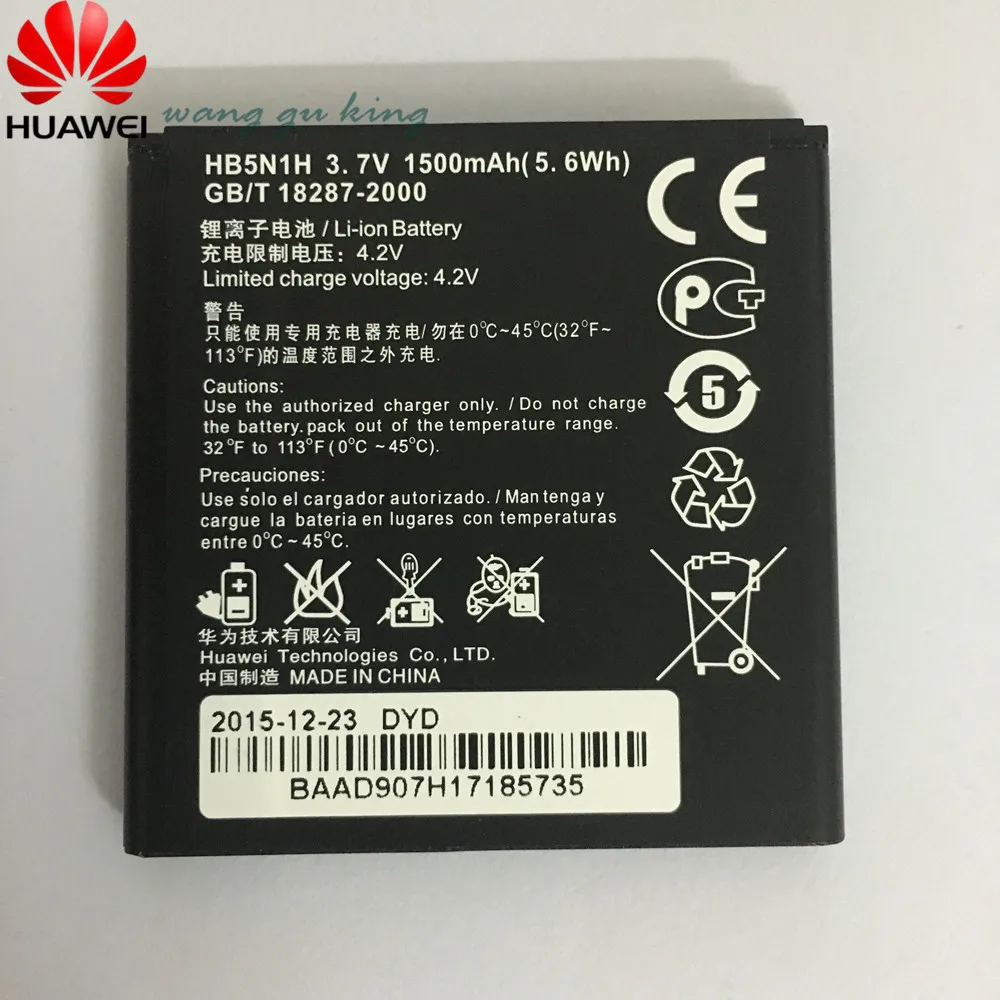 HUAWEI
wang gu king
HB5N1H 3.7V 1500mAh(5.6Wh)
GB/T 18287-2000
锂离子电池 / Li-ion Battery
充电限制电压: 4.2V
Limited charge voltage: 4.2V
警告
只能使用专用充电器充电/勿在0°C~45°C(32°F~
113°F)的温度范围之外充电.
Cautions:
Use the authorized charger only. / Do not charge
the battery.pack out of the temperature range.
32°F to 113°F (0°C ~45°C).
Precauciones:
Use solo el cargador autorizado. / Man tenga y
cargue la bateria en lugares con temperaturas
entre 0°C ~ 45°C.
华为技术有限公司
Huawei Technologies Co., LTD.
中国制造 MADE IN CHINA
CE
PCT
5
2015-12-23 DYD
BAAD907H17185735